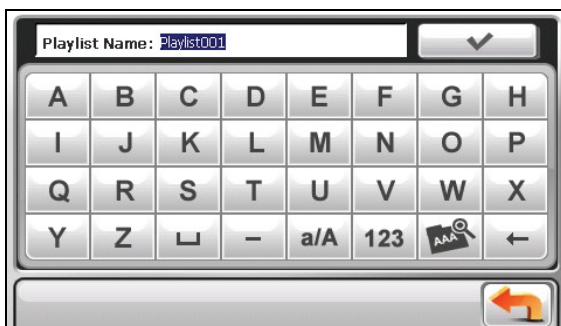 Playlist Name: Playlist001
A B C D E F G H
I J K L M N O P
Q R S T U V W X
Y Z – a/A 123 AAA ←